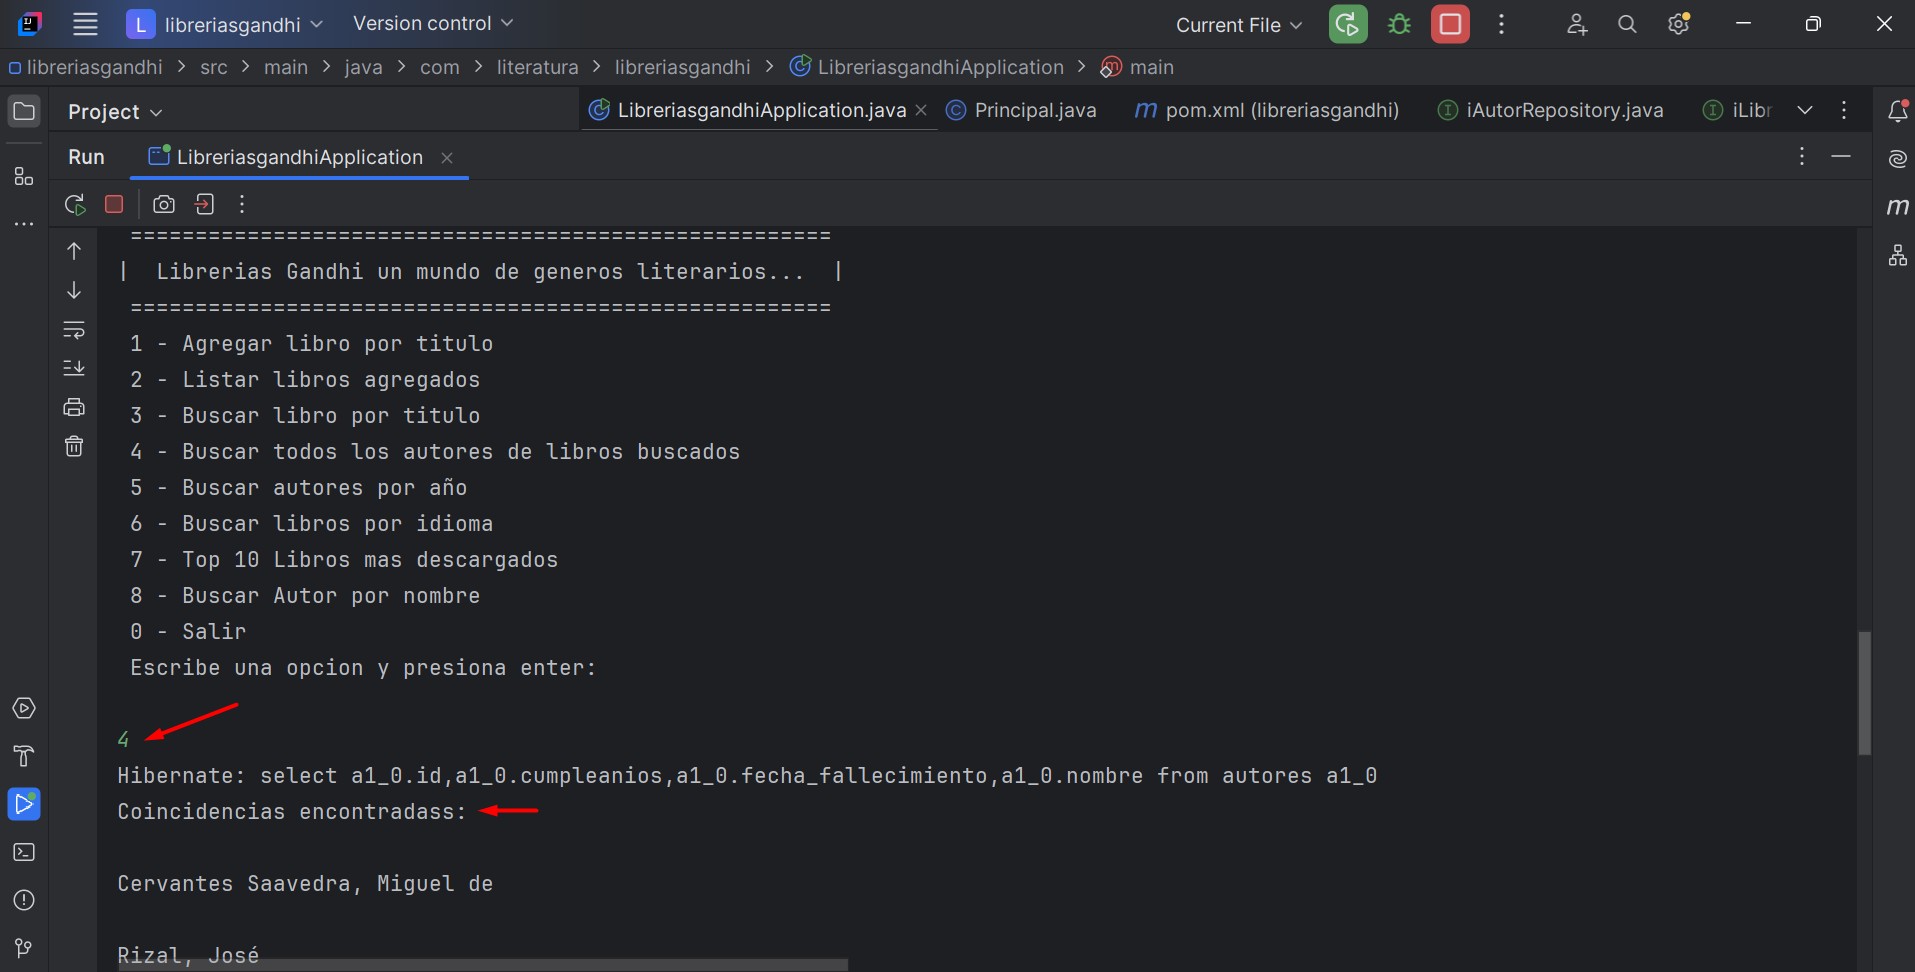 L libreriasgandhi Version control Current File
libreriasgandhi > src > main > java > com > literatura > libreriasgandhi > LibreriasgandhiApplication > main
Project LibreriasgandhiApplication.java Principal.java m pom.xml (libreriasgandhi) iAutorRepository.java iLibr
Run LibreriasgandhiApplication
======================================================
| Librerias Gandhi un mundo de generos literarios... |
======================================================
1 - Agregar libro por titulo
2 - Listar libros agregados
3 - Buscar libro por titulo
4 - Buscar todos los autores de libros buscados
5 - Buscar autores por año
6 - Buscar libros por idioma
7 - Top 10 Libros mas descargados
8 - Buscar Autor por nombre
0 - Salir
Escribe una opcion y presiona enter:
4
Hibernate: select a1_0.id,a1_0.cumpleanios,a1_0.fecha_fallecimiento,a1_0.nombre from autores a1_0
Coincidencias encontradass:
Cervantes Saavedra, Miguel de
Rizal, José